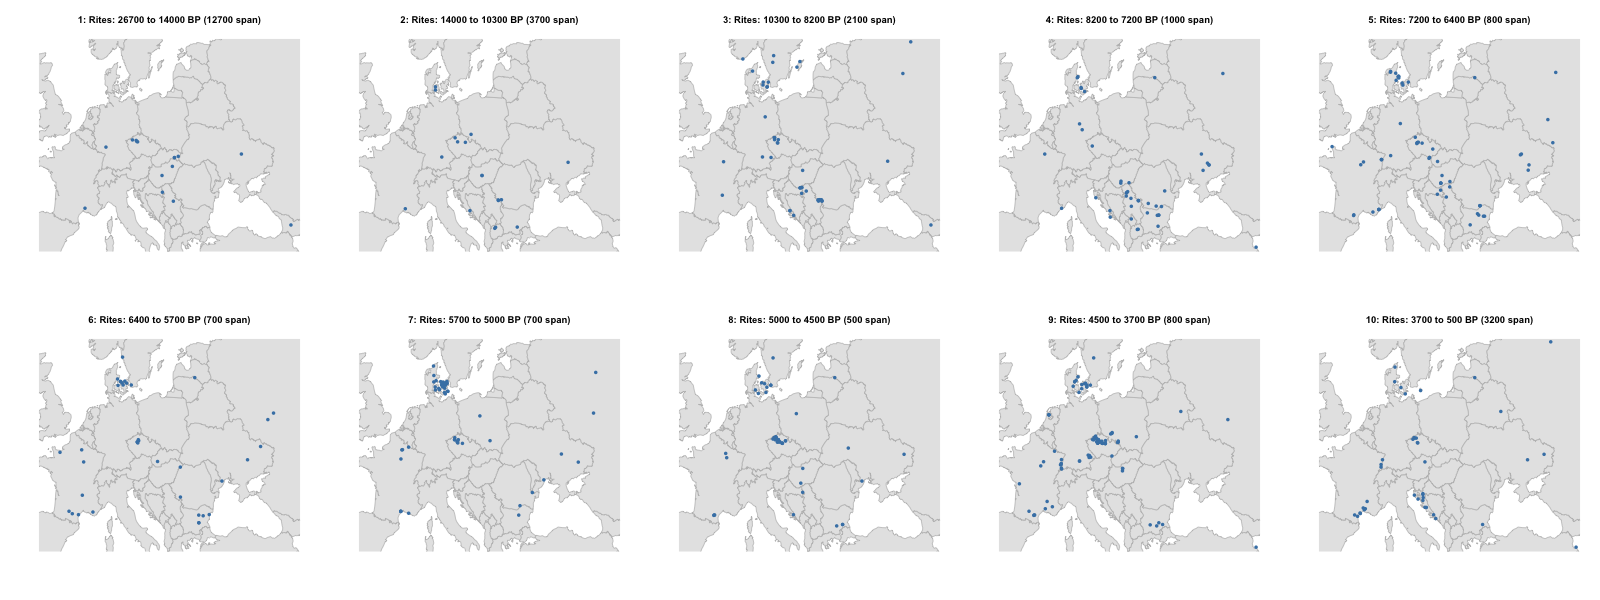 1: Rites: 26700 to 14000 BP (12700 span)
2: Rites: 14000 to 10300 BP (3700 span)
3: Rites: 10300 to 8200 BP (2100 span)
4: Rites: 8200 to 7200 BP (1000 span)
5: Rites: 7200 to 6400 BP (800 span)
6: Rites: 6400 to 5700 BP (700 span)
7: Rites: 5700 to 5000 BP (700 span)
8: Rites: 5000 to 4500 BP (500 span)
9: Rites: 4500 to 3700 BP (800 span)
10: Rites: 3700 to 500 BP (3200 span)